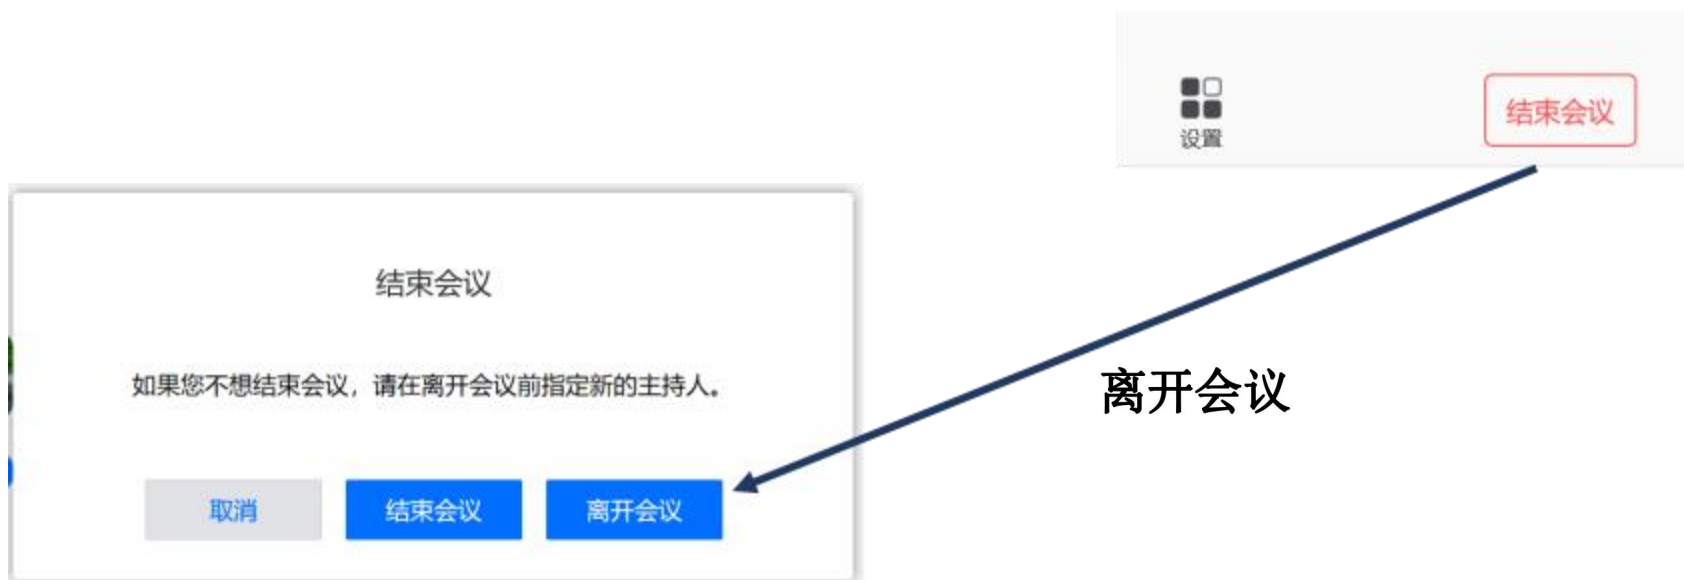 设置
结束会议
结束会议
如果您不想结束会议，请在离开会议前指定新的主持人。
离开会议
取消
结束会议
离开会议